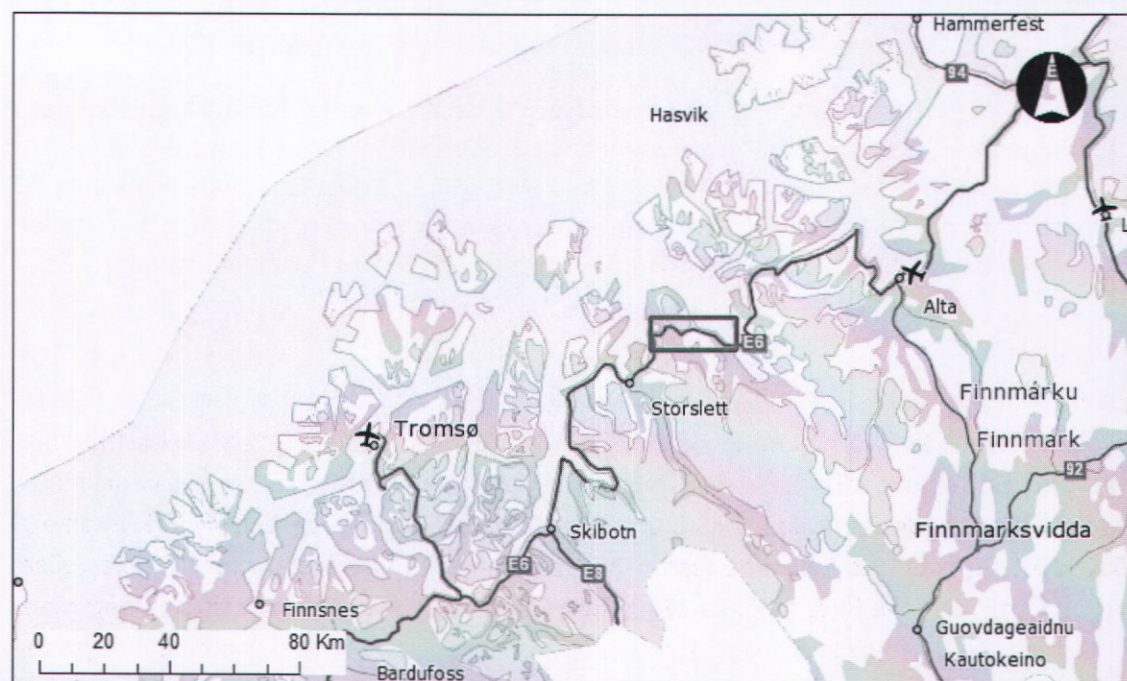 Hammerfest
94
E
Hasvik
L
Alta
E6
Finnmárku
Storslett
Tromsø
Finnmark
92
Skibotn
Finnmarksvidda
E6
E8
Finnsnes
0 20 40 80 Km
Guovdageaidnu
Kautokeino
Bardufoss